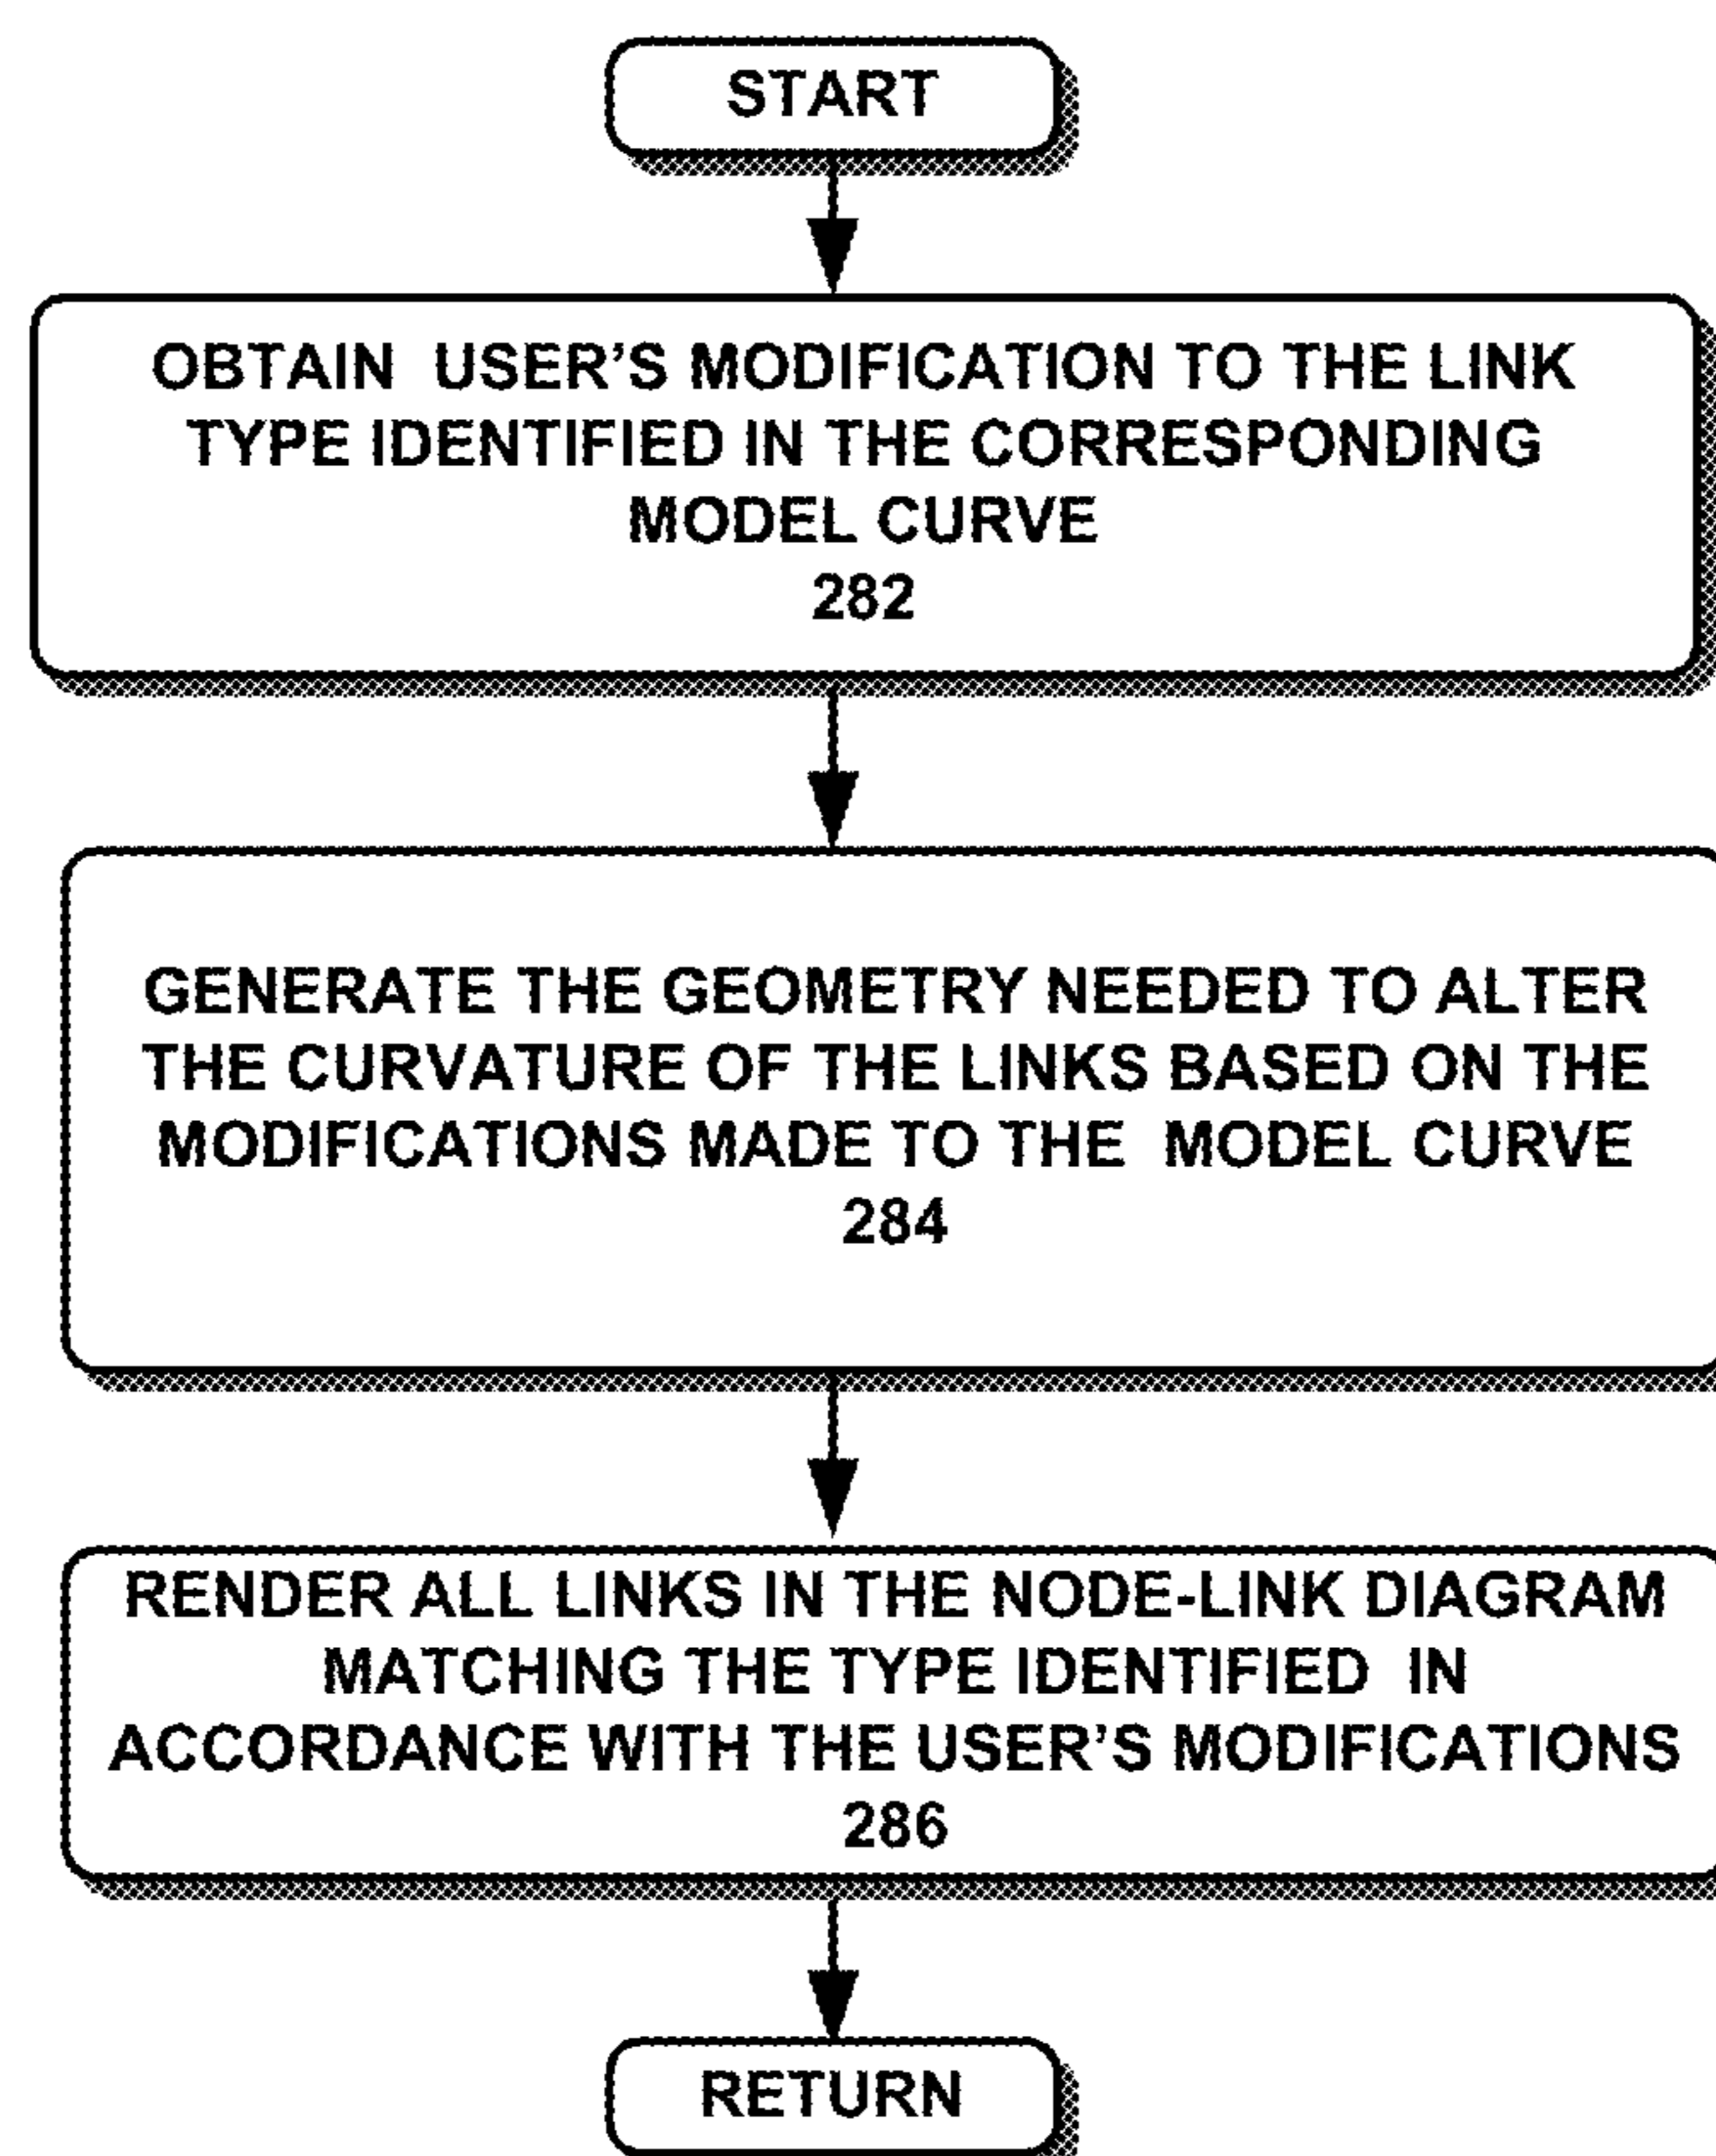 START
OBTAIN USER'S MODIFICATION TO THE LINK
TYPE IDENTIFIED IN THE CORRESPONDING
MODEL CURVE
282
GENERATE THE GEOMETRY NEEDED TO ALTER
THE CURVATURE OF THE LINKS BASED ON THE
MODIFICATIONS MADE TO THE MODEL CURVE
284
RENDER ALL LINKS IN THE NODE-LINK DIAGRAM
MATCHING THE TYPE IDENTIFIED IN
ACCORDANCE WITH THE USER'S MODIFICATIONS
286
RETURN